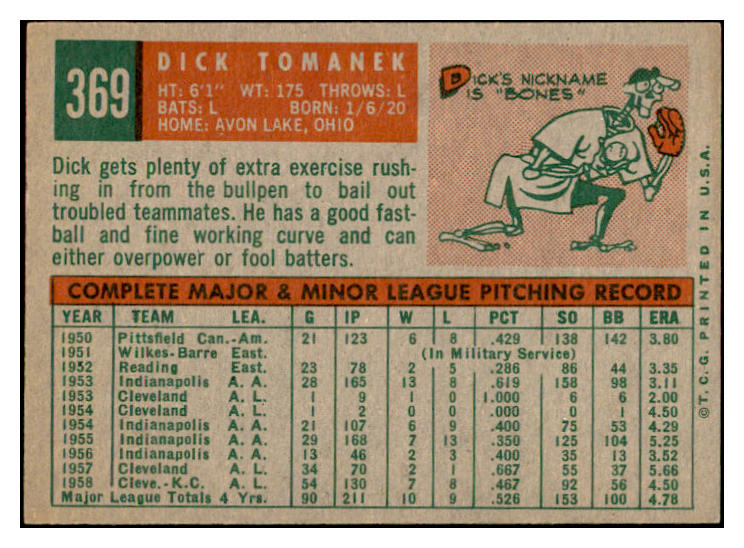 369
DICK TOMANEK
HT: 6'1" WT: 175 THROWS: L
BATS: L BORN: 1/6/20
HOME: AVON LAKE, OHIO
DICK'S NICKNAME
IS "BONES"
Dick gets plenty of extra exercise rush-
ing in from the bullpen to bail out
troubled teammates. He has a good fast-
ball and fine working curve and can
either overpower or fool batters.
COMPLETE MAJOR & MINOR LEAGUE PITCHING RECORD
YEAR TEAM LEA. G IP W L PCT SO BB ERA
1950 Pittsfield Can.-Am. 21 123 6 8 .429 138 142 3.80
1951 Wilkes-Barre East. (In Military Service)
1952 Reading East. 23 78 2 5 .286 86 44 3.35
1953 Indianapolis A. A. 28 165 13 8 .619 158 98 3.11
1953 Cleveland A. L. 1 9 1 0 1.000 6 6 2.00
1954 Cleveland A. L. 1 2 0 0 .000 0 1 4.50
1954 Indianapolis A. A. 21 107 6 9 .400 75 53 4.29
1955 Indianapolis A. A. 29 168 7 13 .350 125 104 5.25
1956 Indianapolis A. A. 13 46 2 3 .400 35 13 3.52
1957 Cleveland A. L. 34 70 2 1 .667 55 37 5.66
1958 Cleve.-K.C. A. L. 54 130 7 8 .467 92 56 4.50
Major League Totals 4 Yrs. 90 211 10 9 .526 153 100 4.78
© T. C. G. PRINTED IN U.S.A.